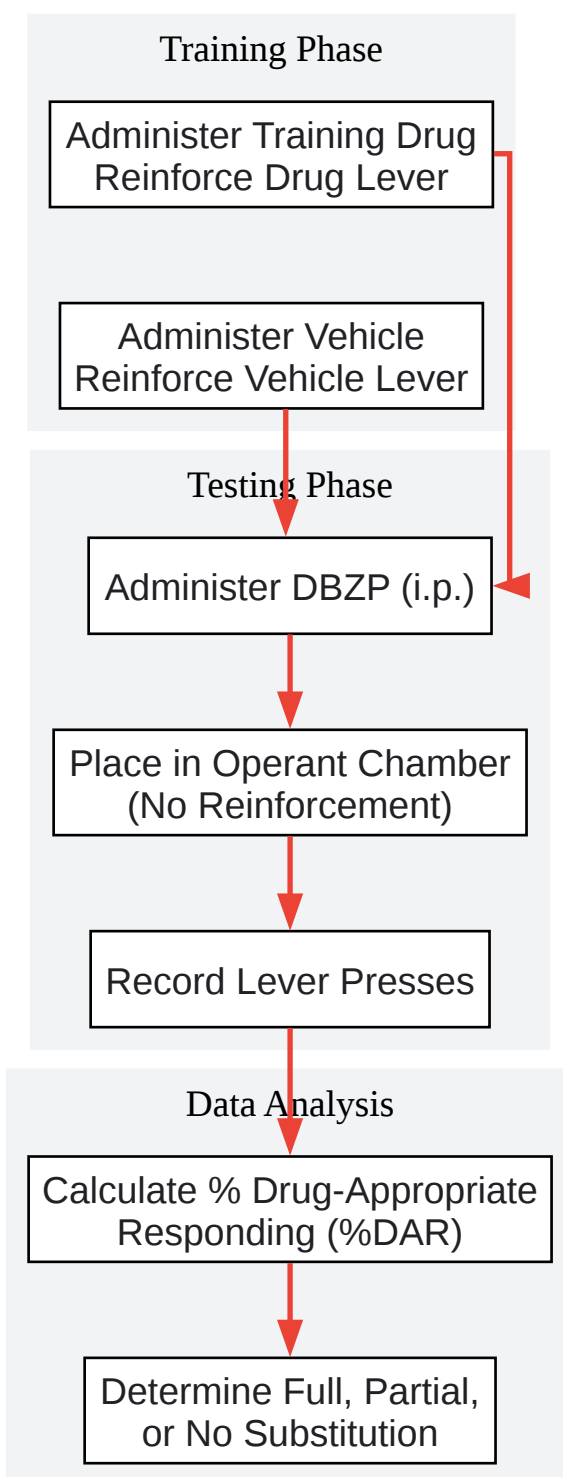 Training Phase
Administer Training Drug
Reinforce Drug Lever
Administer Vehicle
Reinforce Vehicle Lever
Testing Phase
Administer DBZP (i.p.)
Place in Operant Chamber
(No Reinforcement)
Record Lever Presses
Data Analysis
Calculate % Drug-Appropriate
Responding (%DAR)
Determine Full, Partial,
or No Substitution